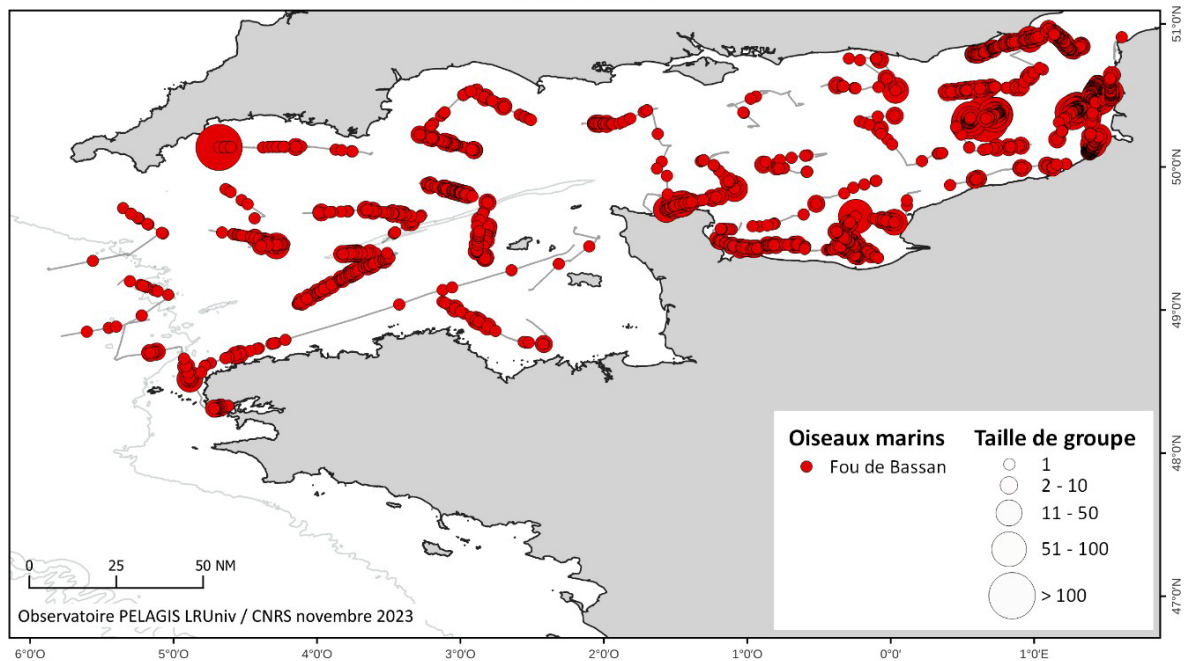 51°0'N
50°0'N
49°0'N
48°0'N
47°0'N
Oiseaux marins
Fou de Bassan
Taille de groupe
1
2 - 10
11 - 50
51 - 100
> 100
0 25 50 NM
Observatoire PELAGIS LRUniv / CNRS novembre 2023
6°0'O 5°0'O 4°0'O 3°0'O 2°0'O 1°0'O 0°0' 1°0'O